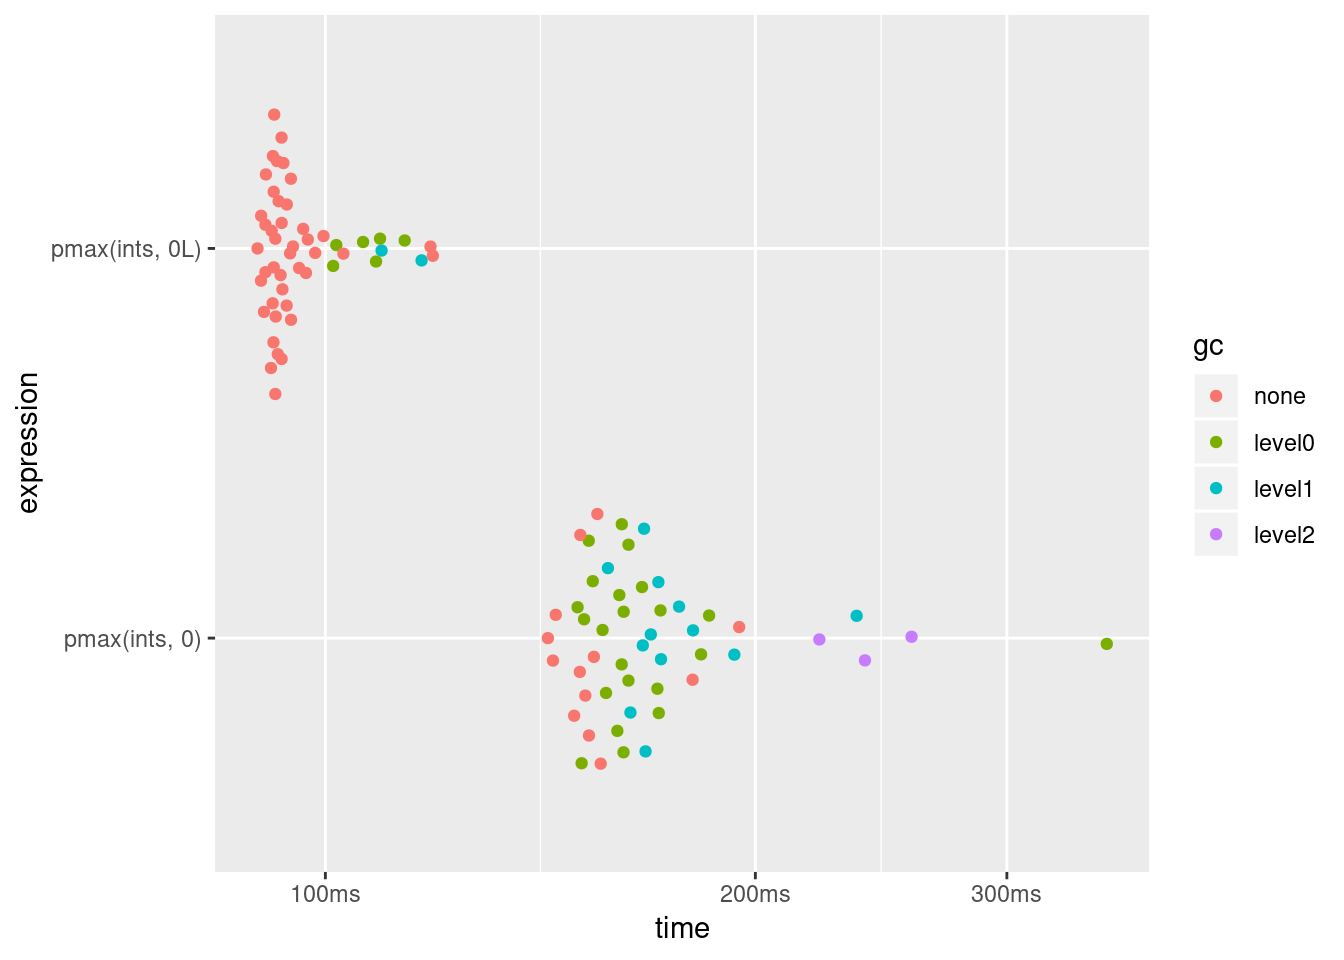 pmax(ints, 0L)
pmax(ints, 0)
expression
100ms
200ms
300ms
time
gc
none
level0
level1
level2